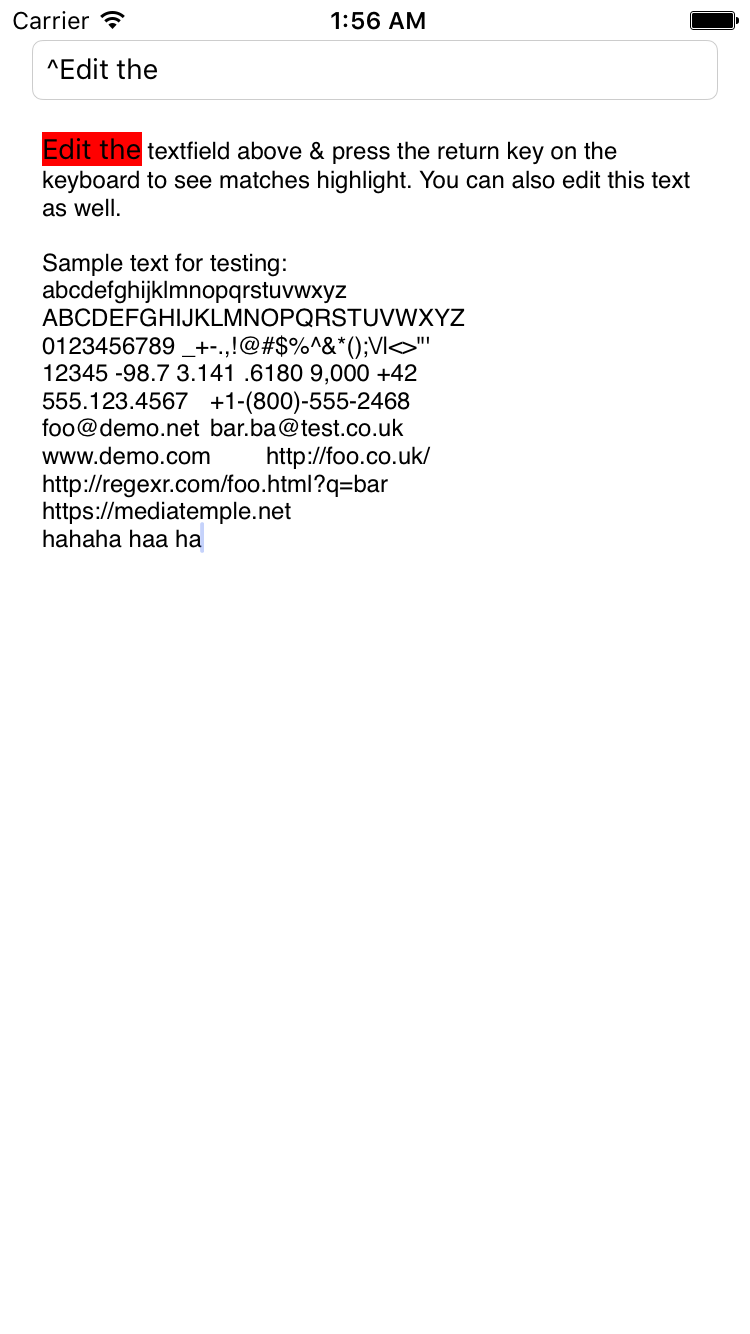 Carrier 1:56 AM
^Edit the
Edit the textfield above & press the return key on the
keyboard to see matches highlight. You can also edit this text
as well.
Sample text for testing:
abcdefghijklmnopqrstuvwxyz
ABCDEFGHIJKLMNOPQRSTUVWXYZ
0123456789 _+-.,!@#$%^&*();\/|<>"'
12345 -98.7 3.141 .6180 9,000 +42
555.123.4567 +1-(800)-555-2468
foo@demo.net bar.ba@test.co.uk
www.demo.com http://foo.co.uk/
http://regexr.com/foo.html?q=bar
https://mediatemple.net
hahaha haa ha